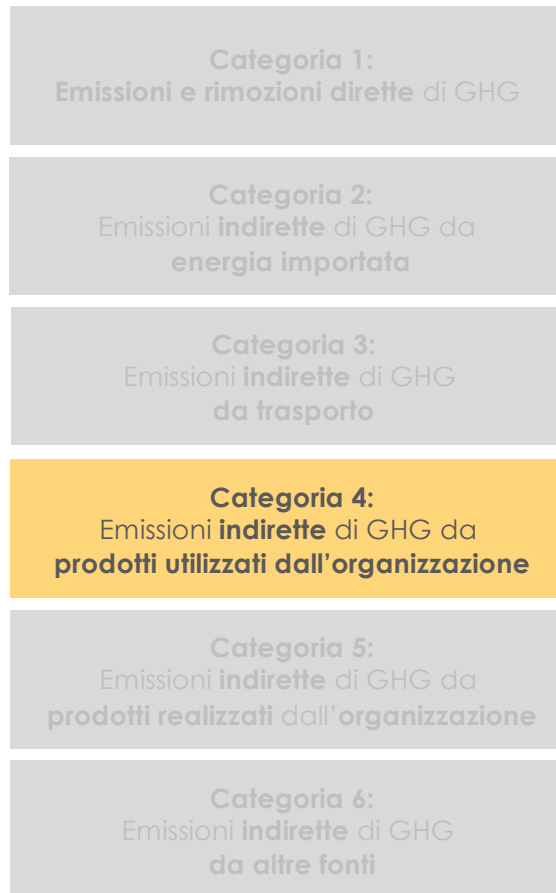 Categoria 1:
Emissioni e rimozioni dirette di GHG
Categoria 2:
Emissioni indirette di GHG da
energia importata
Categoria 3:
Emissioni indirette di GHG
da trasporto
Categoria 4:
Emissioni indirette di GHG da
prodotti utilizzati dall'organizzazione
Categoria 5:
Emissioni indirette di GHG da
prodotti realizzati dall'organizzazione
Categoria 6:
Emissioni indirette di GHG
da altre fonti